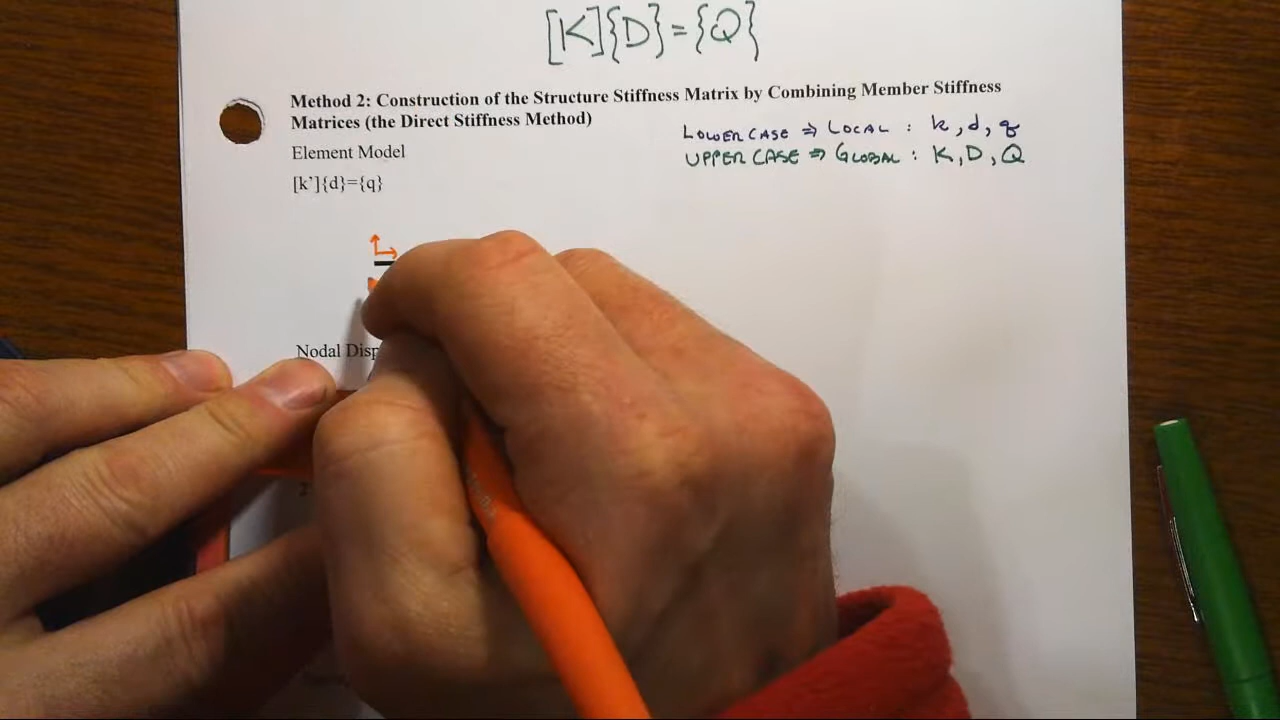 [K]{D}={Q}
Method 2: Construction of the Structure Stiffness Matrix by Combining Member Stiffness
Matrices (the Direct Stiffness Method)
LOWER CASE ⇒ LOCAL : k, d, q
Element Model
UPPER CASE ⇒ GLOBAL : K, D, Q
[k’]{d}={q}
Nodal Disp
2